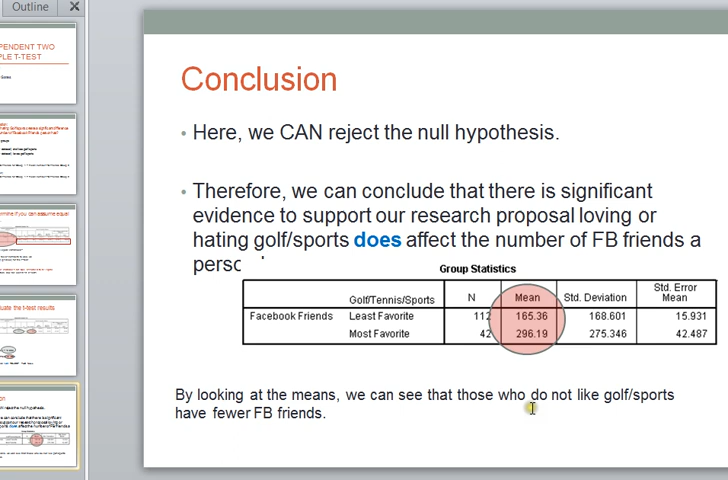 Outline
PENDENT TWO
PLE T-TEST
Conclusion
• Here, we CAN reject the null hypothesis.
• Therefore, we can conclude that there is significant
evidence to support our research proposal loving or
hating golf/sports does affect the number of FB friends a
Group Statistics
Golf/Tennis/Sports N Mean Std. Deviation Std. Error Mean
Facebook Friends Least Favorite 112 165.36 168.601 15.931
Most Favorite 42 296.19 275.346 42.487
By looking at the means, we can see that those who do not like golf/sports
have fewer FB friends.